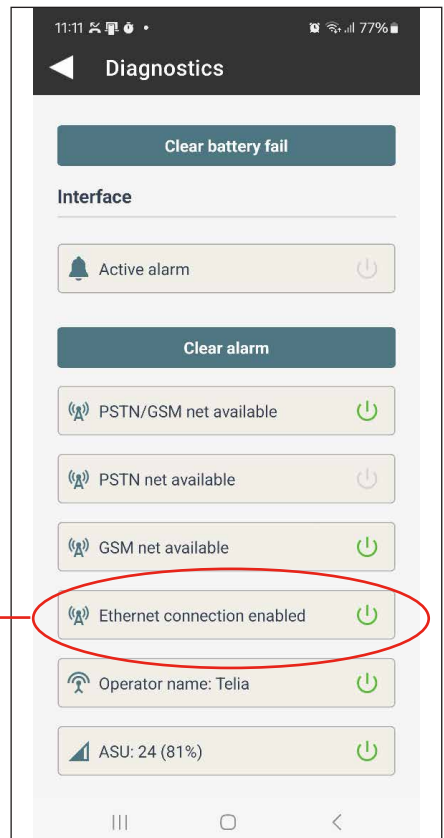 11:11
77%
Diagnostics
Clear battery fail
Interface
Active alarm
Clear alarm
PSTN/GSM net available
PSTN net available
GSM net available
Ethernet connection enabled
Operator name: Telia
ASU: 24 (81%)